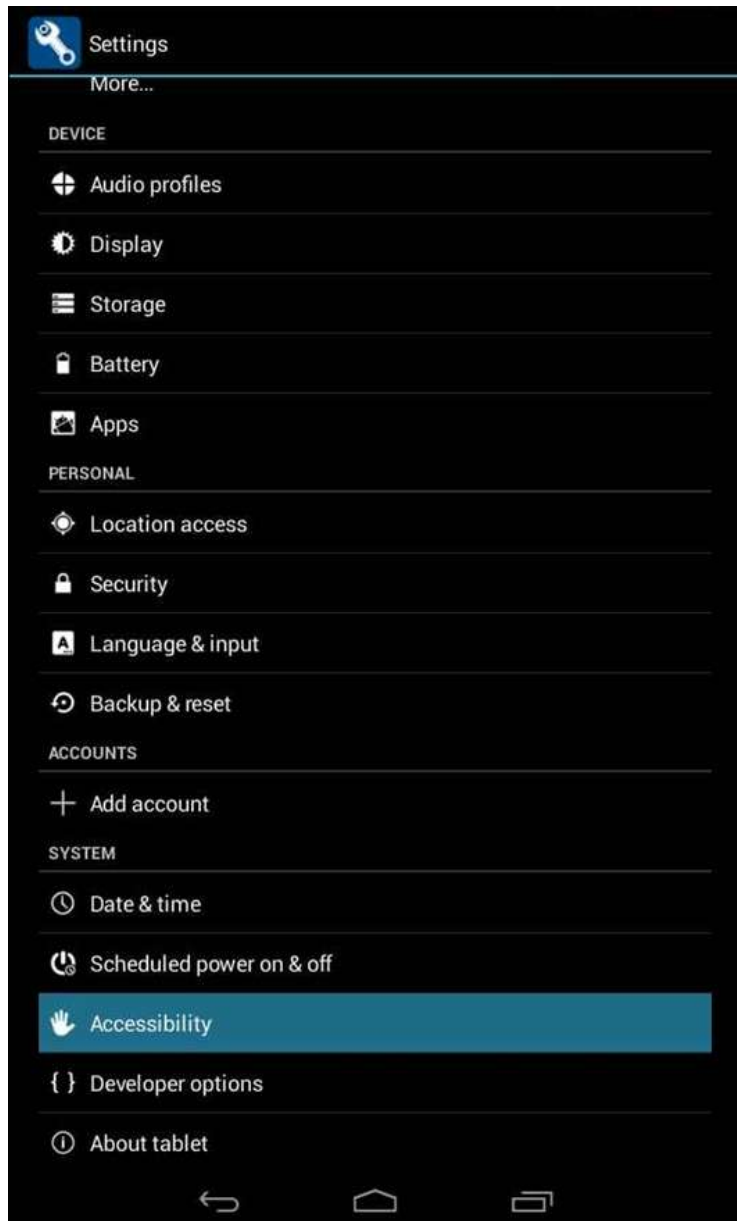 Settings
More...
DEVICE
Audio profiles
Display
Storage
Battery
Apps
PERSONAL
Location access
Security
Language & input
Backup & reset
ACCOUNTS
Add account
SYSTEM
Date & time
Scheduled power on & off
Accessibility
{ } Developer options
About tablet